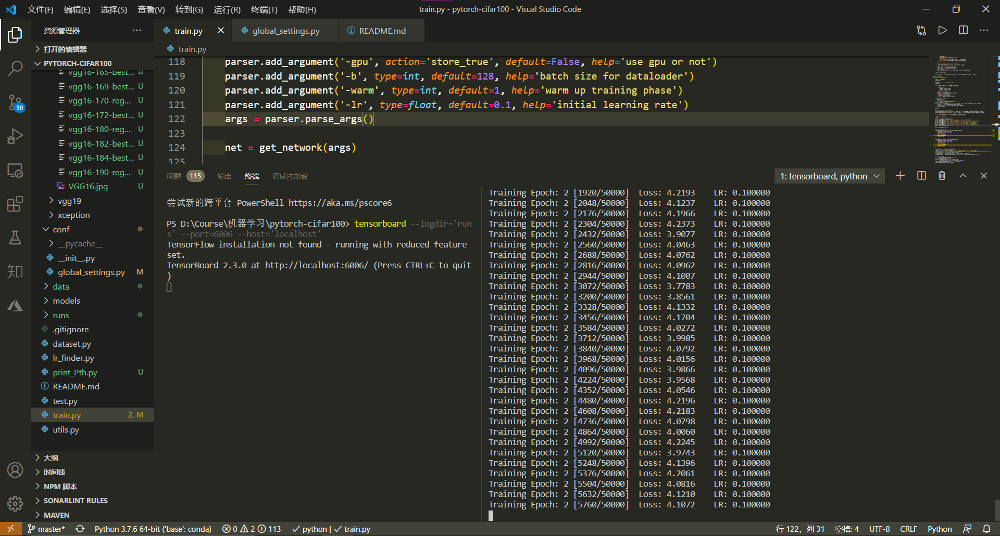 文件(F) 编辑(E) 选择(S) 查看(V) 转到(G) 运行(R) 终端(T) 帮助(H)
train.py - pytorch-cifar100 - Visual Studio Code
资源管理器
打开的编辑器
PYTORCH-CIFAR100
vgg16-165-best... U
vgg16-169-best... U
vgg16-170-reg... U
vgg16-172-best... U
vgg16-180-reg... U
vgg16-182-best... U
vgg16-184-best... U
vgg16-190-reg... U
VGG16.jpg U
vgg19
xception
conf
__pycache__
__init__.py
global_settings.py M
data
models
runs
.gitignore
dataset.py
lr_finder.py
print_Pth.py U
README.md
test.py
train.py 2, M
utils.py
大纲
时间线
NPM 脚本
SONARLINT RULES
MAVEN
90
知
train.py
global_settings.py
README.md
train.py
118 parser.add_argument('-gpu', action='store_true', default=False, help='use gpu or not')
119 parser.add_argument('-b', type=int, default=128, help='batch size for dataloader')
120 parser.add_argument('-warm', type=int, default=1, help='warm up training phase')
121 parser.add_argument('-lr', type=float, default=0.1, help='initial learning rate')
122 args = parser.parse_args()
123
124 net = get_network(args)
125
问题 115 输出 终端 调试控制台
1: tensorboard, python
尝试新的跨平台 PowerShell https://aka.ms/pscore6
PS D:\Course\机器学习\pytorch-cifar100> tensorboard --logdir='run
s' --port=6006 --host='localhost'
TensorFlow installation not found - running with reduced feature
set.
TensorBoard 2.3.0 at http://localhost:6006/ (Press CTRL+C to quit
)
Training Epoch: 2 [1920/50000] Loss: 4.2193 LR: 0.100000
Training Epoch: 2 [2048/50000] Loss: 4.1237 LR: 0.100000
Training Epoch: 2 [2176/50000] Loss: 4.1966 LR: 0.100000
Training Epoch: 2 [2304/50000] Loss: 4.2373 LR: 0.100000
Training Epoch: 2 [2432/50000] Loss: 3.9077 LR: 0.100000
Training Epoch: 2 [2560/50000] Loss: 4.0463 LR: 0.100000
Training Epoch: 2 [2688/50000] Loss: 4.0762 LR: 0.100000
Training Epoch: 2 [2816/50000] Loss: 4.0962 LR: 0.100000
Training Epoch: 2 [2944/50000] Loss: 4.1007 LR: 0.100000
Training Epoch: 2 [3072/50000] Loss: 3.7783 LR: 0.100000
Training Epoch: 2 [3200/50000] Loss: 3.8561 LR: 0.100000
Training Epoch: 2 [3328/50000] Loss: 4.1332 LR: 0.100000
Training Epoch: 2 [3456/50000] Loss: 4.1704 LR: 0.100000
Training Epoch: 2 [3584/50000] Loss: 4.0272 LR: 0.100000
Training Epoch: 2 [3712/50000] Loss: 3.9985 LR: 0.100000
Training Epoch: 2 [3840/50000] Loss: 4.0792 LR: 0.100000
Training Epoch: 2 [3968/50000] Loss: 4.0156 LR: 0.100000
Training Epoch: 2 [4096/50000] Loss: 3.9866 LR: 0.100000
Training Epoch: 2 [4224/50000] Loss: 3.9568 LR: 0.100000
Training Epoch: 2 [4352/50000] Loss: 4.0546 LR: 0.100000
Training Epoch: 2 [4480/50000] Loss: 4.2196 LR: 0.100000
Training Epoch: 2 [4608/50000] Loss: 4.2183 LR: 0.100000
Training Epoch: 2 [4736/50000] Loss: 4.0798 LR: 0.100000
Training Epoch: 2 [4864/50000] Loss: 4.0060 LR: 0.100000
Training Epoch: 2 [4992/50000] Loss: 4.2245 LR: 0.100000
Training Epoch: 2 [5120/50000] Loss: 3.9743 LR: 0.100000
Training Epoch: 2 [5248/50000] Loss: 4.1396 LR: 0.100000
Training Epoch: 2 [5376/50000] Loss: 4.2061 LR: 0.100000
Training Epoch: 2 [5504/50000] Loss: 4.0816 LR: 0.100000
Training Epoch: 2 [5632/50000] Loss: 4.1210 LR: 0.100000
Training Epoch: 2 [5760/50000] Loss: 4.1072 LR: 0.100000
master* Python 3.7.6 64-bit ('base': conda) 0 2 113 python | train.py
行 122，列 31 空格: 4 UTF-8 CRLF Python